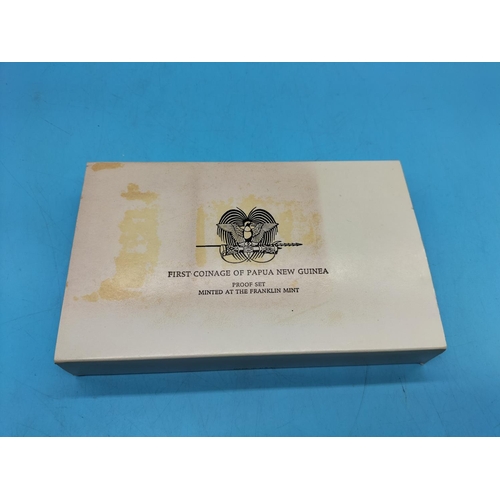 FIRST COINAGE OF PAPUA NEW GUINEA
PROOF SET
MINTED AT THE FRANKLIN MINT